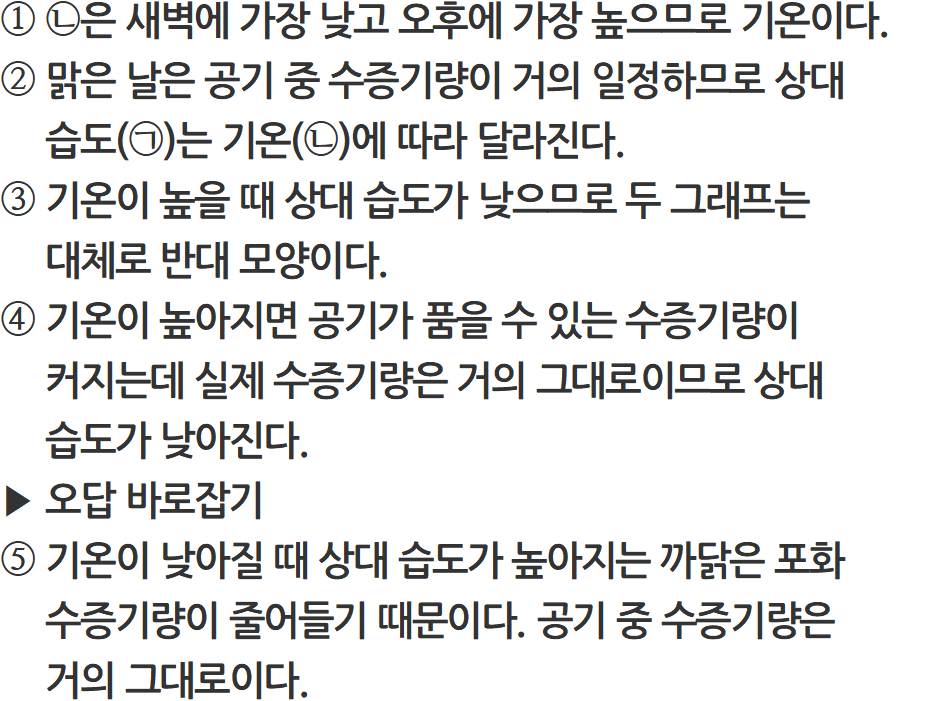 ① ㉡은 새벽에 가장 낮고 오후에 가장 높으므로 기온이다.
② 맑은 날은 공기 중 수증기량이 거의 일정하므로 상대
습도(㉠)는 기온(㉡)에 따라 달라진다.
③ 기온이 높을 때 상대 습도가 낮으므로 두 그래프는
대체로 반대 모양이다.
④ 기온이 높아지면 공기가 품을 수 있는 수증기량이
커지는데 실제 수증기량은 거의 그대로이므로 상대
습도가 낮아진다.
▶ 오답 바로잡기
⑤ 기온이 낮아질 때 상대 습도가 높아지는 까닭은 포화
수증기량이 줄어들기 때문이다. 공기 중 수증기량은
거의 그대로이다.